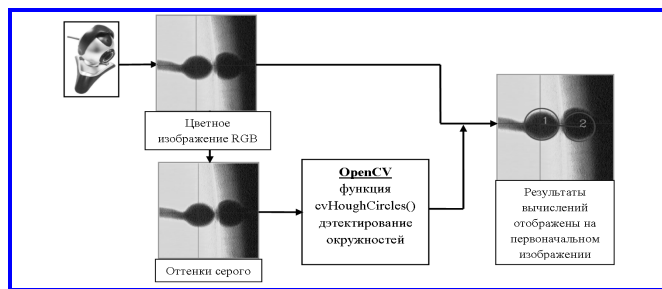 Цветное
изображение RGB
Оттенки серого
OpenCV
функция
cvHoughCircles()
дэтектирование
окружностей
1
2
Результаты
вычислений
отображены на
первоначальном
изображении